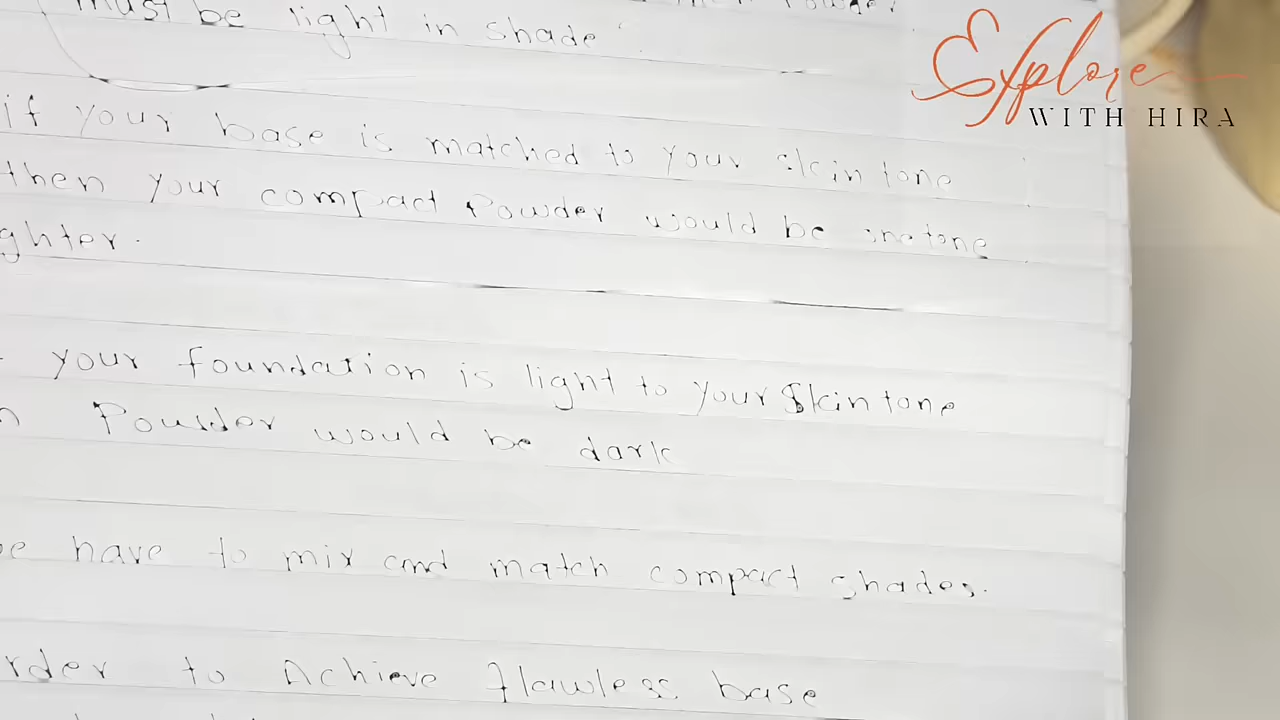 must be light in shade
Explore
WITH HIRA
if your base is matched to your skin tone
then your compact Powder would be one tone
ghter.
your foundation is light to your Skin tone
n Powder would be dark
be have to mix and match compact shades.
rder to Achieve flawless base